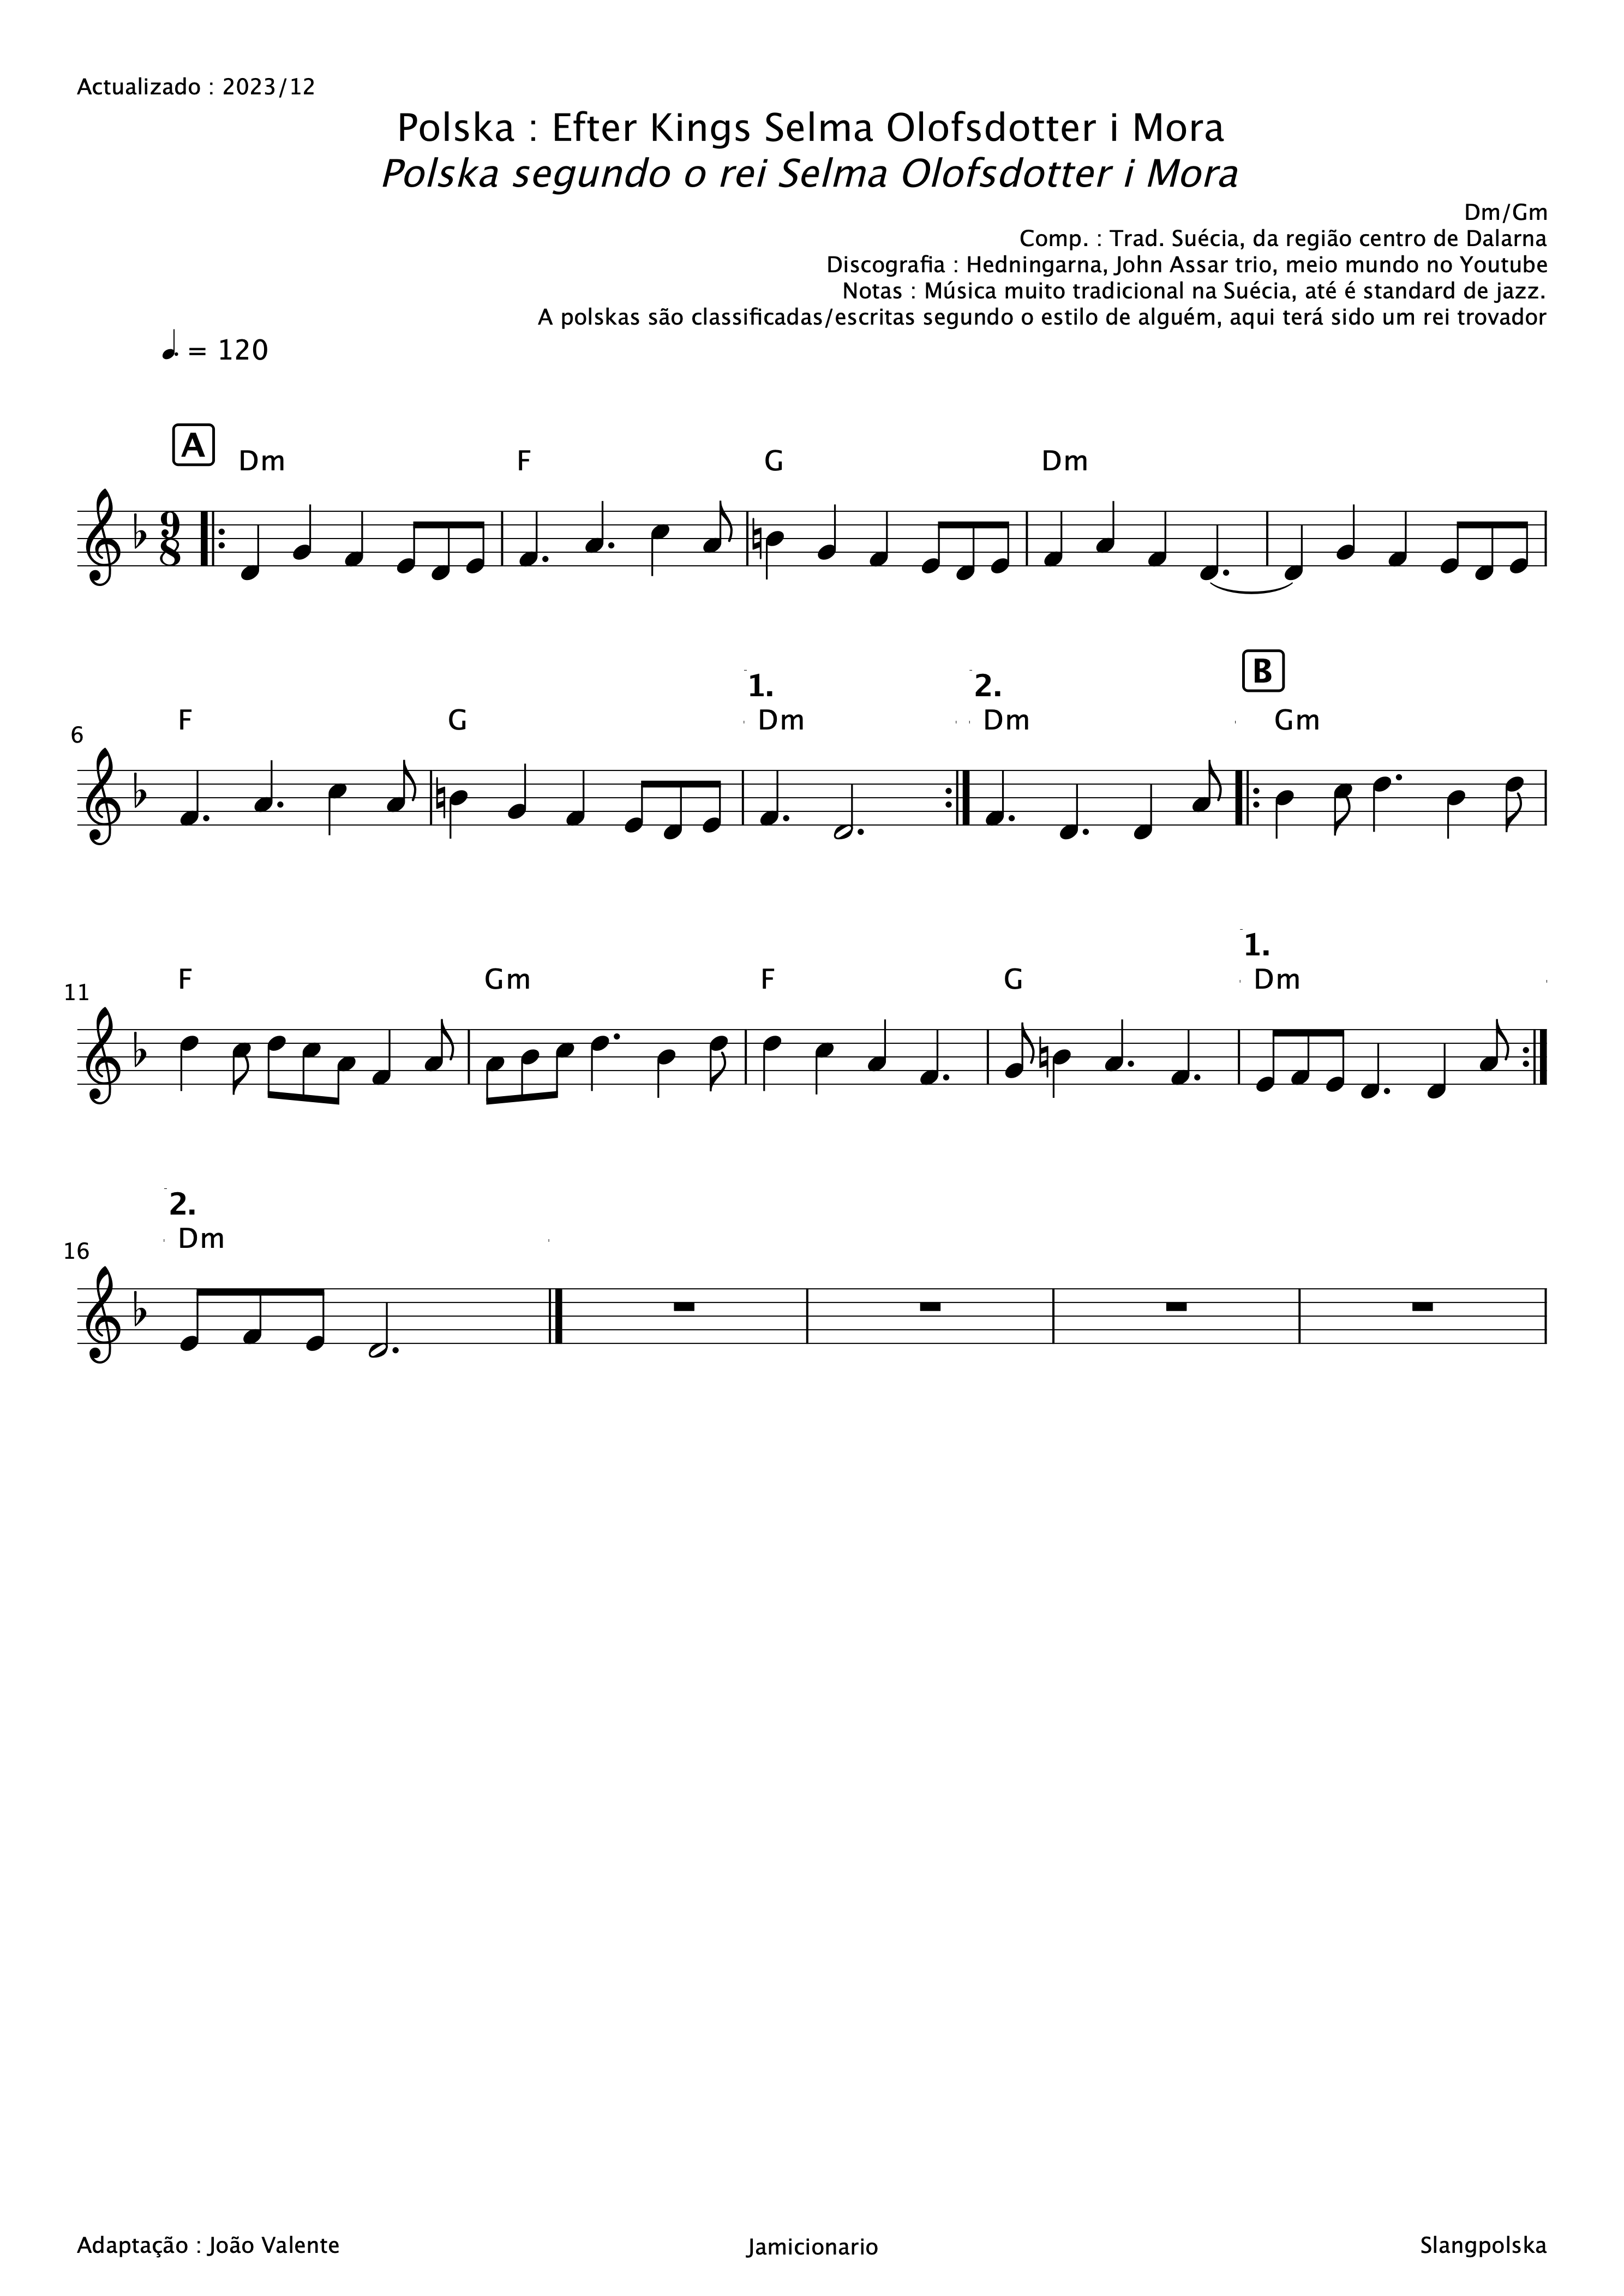 Actualizado : 2023/12
Polska : Efter Kings Selma Olofsdotter i Mora
Polska segundo o rei Selma Olofsdotter i Mora
Dm/Gm
Comp. : Trad. Suécia, da região centro de Dalarna
Discografia : Hedningarna, John Assar trio, meio mundo no Youtube
Notas : Música muito tradicional na Suécia, até é standard de jazz.
A polskas são classificadas/escritas segundo o estilo de alguém, aqui terá sido um rei trovador
= 120
A
Dm F G Dm
9
8
1. 2. B
F G Dm Dm Gm
6
1.
F Gm F G Dm
11
2.
Dm
16
Adaptação : João Valente Jamicionario Slangpolska